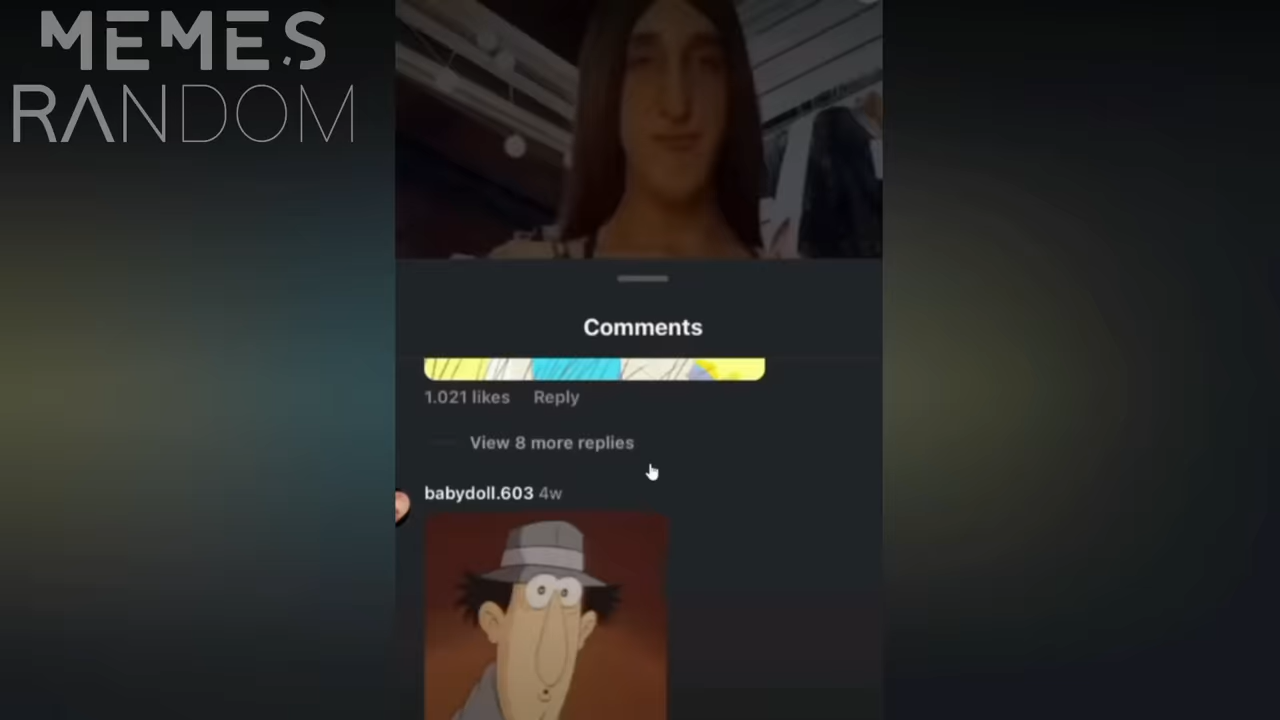 MEMES
RANDOM
Comments
1.021 likes Reply
View 8 more replies
babydoll.603 4w